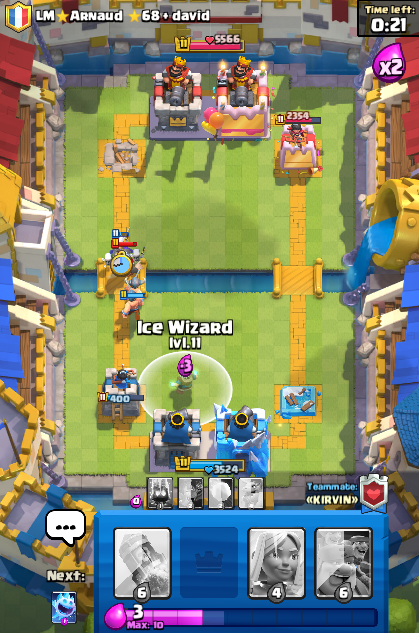 LM★Arnaud ★68+david
Time left:
0:21
5566
x2
2354
Ice Wizard
lvl.11
3
400
3524
Teammate:
«KIRVIN»
...
6
4
6
Next:
3
Max: 10